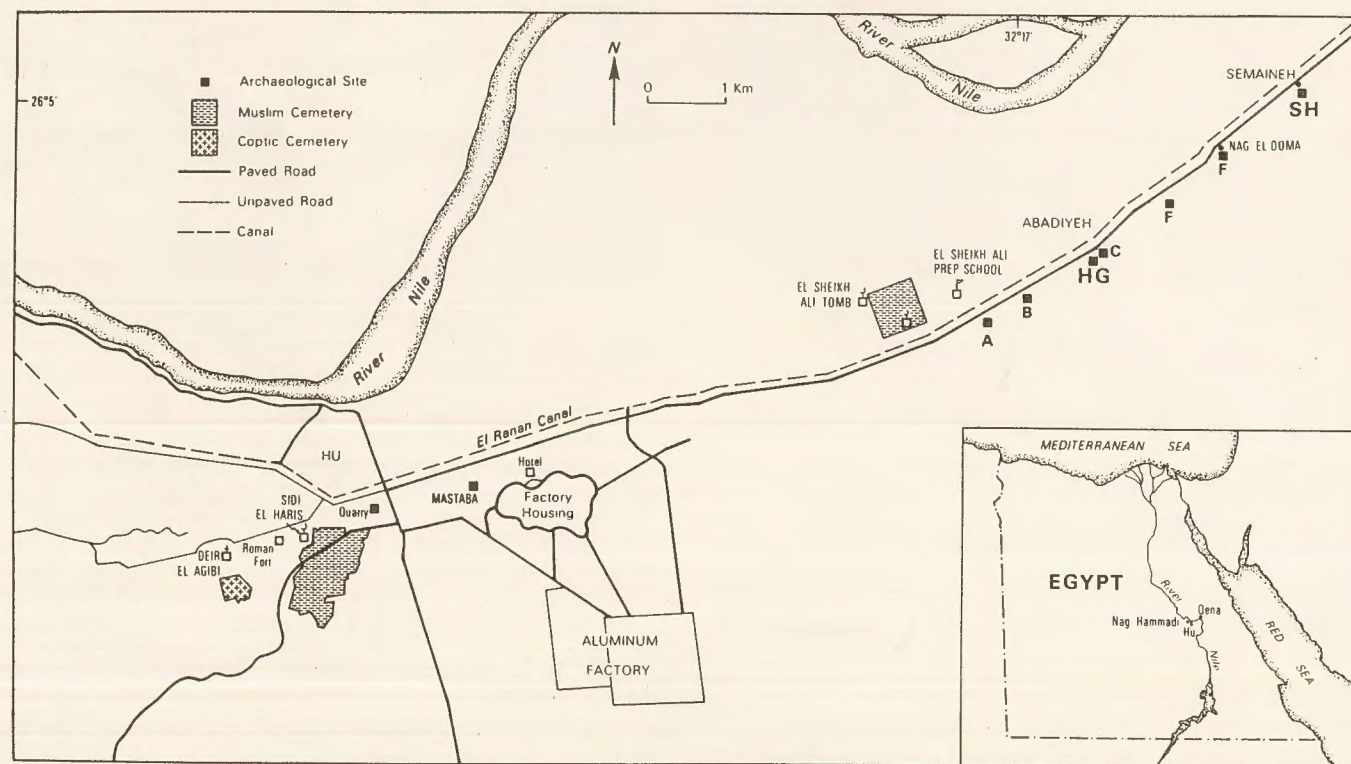 Archaeological Site
Muslim Cemetery
Coptic Cemetery
Paved Road
Unpaved Road
Canal
N
0 1 Km
26°5'
32°17'
River
Nile
SEMAINEH
SH
NAG EL DOMA
F
F
ABADIYEH
C
HG
B
A
EL SHEIKH ALI
PREP SCHOOL
EL SHEIKH
ALI TOMB
Nile
River
El Ranan Canal
HU
Hotel
Factory
Housing
MASTABA
Quarry
SIDI
EL HARIS
Roman
Fort
DEIR
EL AGIBI
ALUMINUM
FACTORY
MEDITERRANEAN SEA
EGYPT
River
Qena
Nag Hammadi
Hu
Nile
RED
SEA